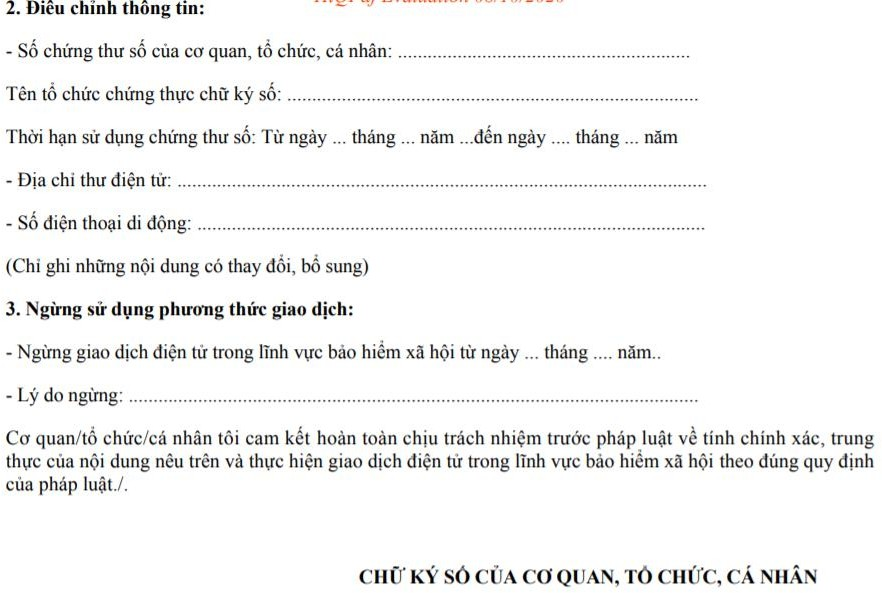 2. Điều chỉnh thông tin:
- Số chứng thư số của cơ quan, tổ chức, cá nhân: ...............................................................
Tên tổ chức chứng thực chữ ký số: .........................................................................................
Thời hạn sử dụng chứng thư số: Từ ngày ... tháng ... năm ...đến ngày .... tháng ... năm
- Địa chỉ thư điện tử: ...................................................................................................................
- Số điện thoại di động: ..............................................................................................................
(Chỉ ghi những nội dung có thay đổi, bổ sung)
3. Ngừng sử dụng phương thức giao dịch:
- Ngừng giao dịch điện tử trong lĩnh vực bảo hiểm xã hội từ ngày ... tháng .... năm..
- Lý do ngừng: ...........................................................................................................................
Cơ quan/tổ chức/cá nhân tôi cam kết hoàn toàn chịu trách nhiệm trước pháp luật về tính chính xác, trung
thực của nội dung nêu trên và thực hiện giao dịch điện tử trong lĩnh vực bảo hiểm xã hội theo đúng quy định
của pháp luật./.
CHỮ KÝ SỐ CỦA CƠ QUAN, TỔ CHỨC, CÁ NHÂN